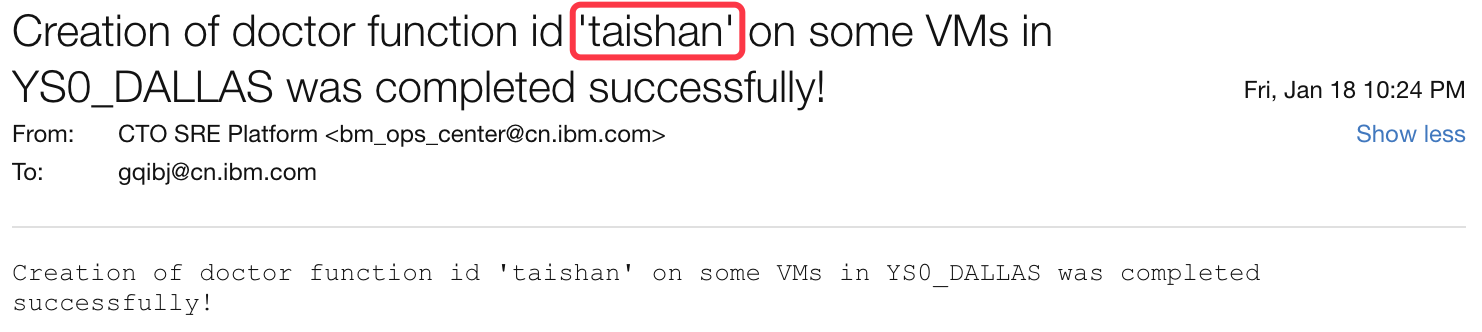 Creation of doctor function id 'taishan' on some VMs in
YS0_DALLAS was completed successfully!
Fri, Jan 18 10:24 PM
From: CTO SRE Platform <bm_ops_center@cn.ibm.com>
Show less
To: gqibj@cn.ibm.com
Creation of doctor function id 'taishan' on some VMs in YS0_DALLAS was completed
successfully!